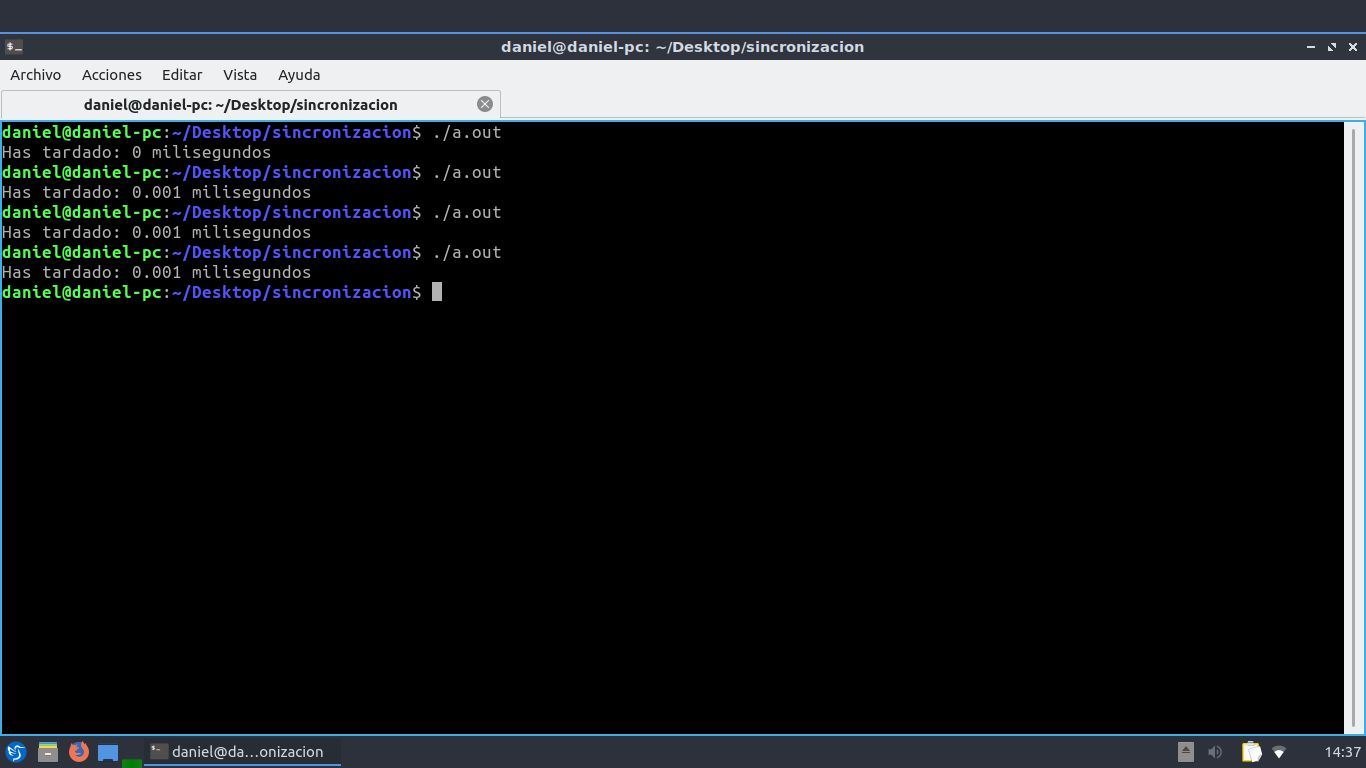 daniel@daniel-pc: ~/Desktop/sincronizacion
Archivo Acciones Editar Vista Ayuda
daniel@daniel-pc: ~/Desktop/sincronizacion
daniel@daniel-pc:~/Desktop/sincronizacion$ ./a.out
Has tardado: 0 milisegundos
daniel@daniel-pc:~/Desktop/sincronizacion$ ./a.out
Has tardado: 0.001 milisegundos
daniel@daniel-pc:~/Desktop/sincronizacion$ ./a.out
Has tardado: 0.001 milisegundos
daniel@daniel-pc:~/Desktop/sincronizacion$ ./a.out
Has tardado: 0.001 milisegundos
daniel@daniel-pc:~/Desktop/sincronizacion$
daniel@da…onizacion 14:37